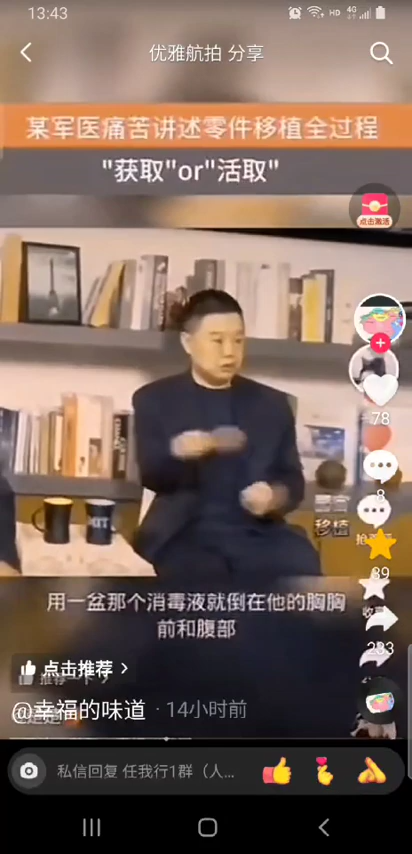 13:43
HD
4G
优雅航拍 分享
某军医痛苦讲述零件移植全过程
"获取"or"活取"
点击激活
78
8
移植
39
233
用一盆那个消毒液就倒在他的胸胸
前和腹部
点击推荐 >
@幸福的味道 · 14小时前
私信回复 任我行1群（人...